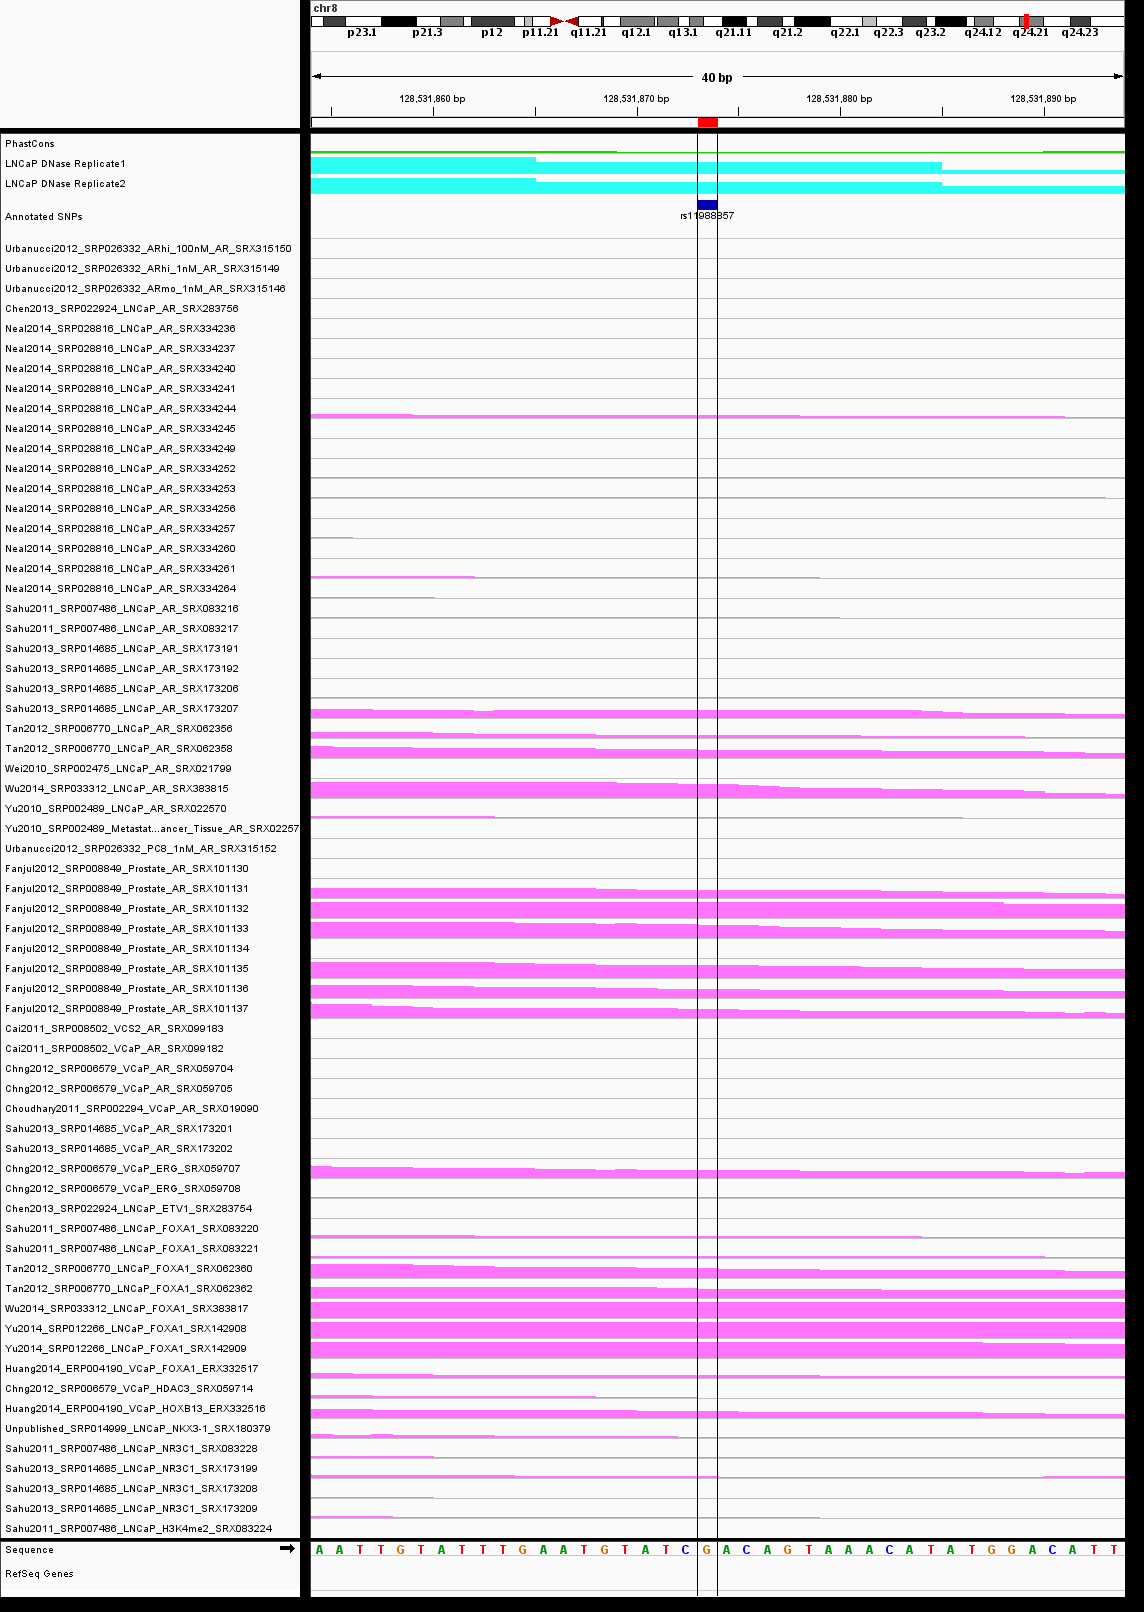 chr8
p23.1 p21.3 p12 p11.21 q11.21 q12.1 q13.1 q21.11 q21.2 q22.1 q22.3 q23.2 q24.12 q24.21 q24.23
40 bp
128,531,860 bp 128,531,870 bp 128,531,880 bp 128,531,890 bp
PhastCons
LNCaP DNase Replicate1
LNCaP DNase Replicate2
Annotated SNPs
rs11988857
Urbanucci2012_SRP026332_ARhi_100nM_AR_SRX315150
Urbanucci2012_SRP026332_ARhi_1nM_AR_SRX315149
Urbanucci2012_SRP026332_ARmo_1nM_AR_SRX315146
Chen2013_SRP022924_LNCaP_AR_SRX283756
Neal2014_SRP028816_LNCaP_AR_SRX334236
Neal2014_SRP028816_LNCaP_AR_SRX334237
Neal2014_SRP028816_LNCaP_AR_SRX334240
Neal2014_SRP028816_LNCaP_AR_SRX334241
Neal2014_SRP028816_LNCaP_AR_SRX334244
Neal2014_SRP028816_LNCaP_AR_SRX334245
Neal2014_SRP028816_LNCaP_AR_SRX334249
Neal2014_SRP028816_LNCaP_AR_SRX334252
Neal2014_SRP028816_LNCaP_AR_SRX334253
Neal2014_SRP028816_LNCaP_AR_SRX334256
Neal2014_SRP028816_LNCaP_AR_SRX334257
Neal2014_SRP028816_LNCaP_AR_SRX334260
Neal2014_SRP028816_LNCaP_AR_SRX334261
Neal2014_SRP028816_LNCaP_AR_SRX334264
Sahu2011_SRP007486_LNCaP_AR_SRX083216
Sahu2011_SRP007486_LNCaP_AR_SRX083217
Sahu2013_SRP014685_LNCaP_AR_SRX173191
Sahu2013_SRP014685_LNCaP_AR_SRX173192
Sahu2013_SRP014685_LNCaP_AR_SRX173206
Sahu2013_SRP014685_LNCaP_AR_SRX173207
Tan2012_SRP006770_LNCaP_AR_SRX062356
Tan2012_SRP006770_LNCaP_AR_SRX062358
Wei2010_SRP002475_LNCaP_AR_SRX021799
Wu2014_SRP033312_LNCaP_AR_SRX383815
Yu2010_SRP002489_LNCaP_AR_SRX022570
Yu2010_SRP002489_Metastat...ancer_Tissue_AR_SRX02257
Urbanucci2012_SRP026332_PC8_1nM_AR_SRX315152
Fanjul2012_SRP008849_Prostate_AR_SRX101130
Fanjul2012_SRP008849_Prostate_AR_SRX101131
Fanjul2012_SRP008849_Prostate_AR_SRX101132
Fanjul2012_SRP008849_Prostate_AR_SRX101133
Fanjul2012_SRP008849_Prostate_AR_SRX101134
Fanjul2012_SRP008849_Prostate_AR_SRX101135
Fanjul2012_SRP008849_Prostate_AR_SRX101136
Fanjul2012_SRP008849_Prostate_AR_SRX101137
Cai2011_SRP008502_VCS2_AR_SRX099183
Cai2011_SRP008502_VCaP_AR_SRX099182
Chng2012_SRP006579_VCaP_AR_SRX059704
Chng2012_SRP006579_VCaP_AR_SRX059705
Choudhary2011_SRP002294_VCaP_AR_SRX019090
Sahu2013_SRP014685_VCaP_AR_SRX173201
Sahu2013_SRP014685_VCaP_AR_SRX173202
Chng2012_SRP006579_VCaP_ERG_SRX059707
Chng2012_SRP006579_VCaP_ERG_SRX059708
Chen2013_SRP022924_LNCaP_ETV1_SRX283754
Sahu2011_SRP007486_LNCaP_FOXA1_SRX083220
Sahu2011_SRP007486_LNCaP_FOXA1_SRX083221
Tan2012_SRP006770_LNCaP_FOXA1_SRX062360
Tan2012_SRP006770_LNCaP_FOXA1_SRX062362
Wu2014_SRP033312_LNCaP_FOXA1_SRX383817
Yu2014_SRP012266_LNCaP_FOXA1_SRX142908
Yu2014_SRP012266_LNCaP_FOXA1_SRX142909
Huang2014_ERP004190_VCaP_FOXA1_ERX332517
Chng2012_SRP006579_VCaP_HDAC3_SRX059714
Huang2014_ERP004190_VCaP_HOXB13_ERX332516
Unpublished_SRP014999_LNCaP_NKX3-1_SRX180379
Sahu2011_SRP007486_LNCaP_NR3C1_SRX083228
Sahu2013_SRP014685_LNCaP_NR3C1_SRX173199
Sahu2013_SRP014685_LNCaP_NR3C1_SRX173208
Sahu2013_SRP014685_LNCaP_NR3C1_SRX173209
Sahu2011_SRP007486_LNCaP_H3K4me2_SRX083224
Sequence A A T T G T A T T T G A A T G T A T C G A C A G T A A A C A T A T G G A C A T T
RefSeq Genes